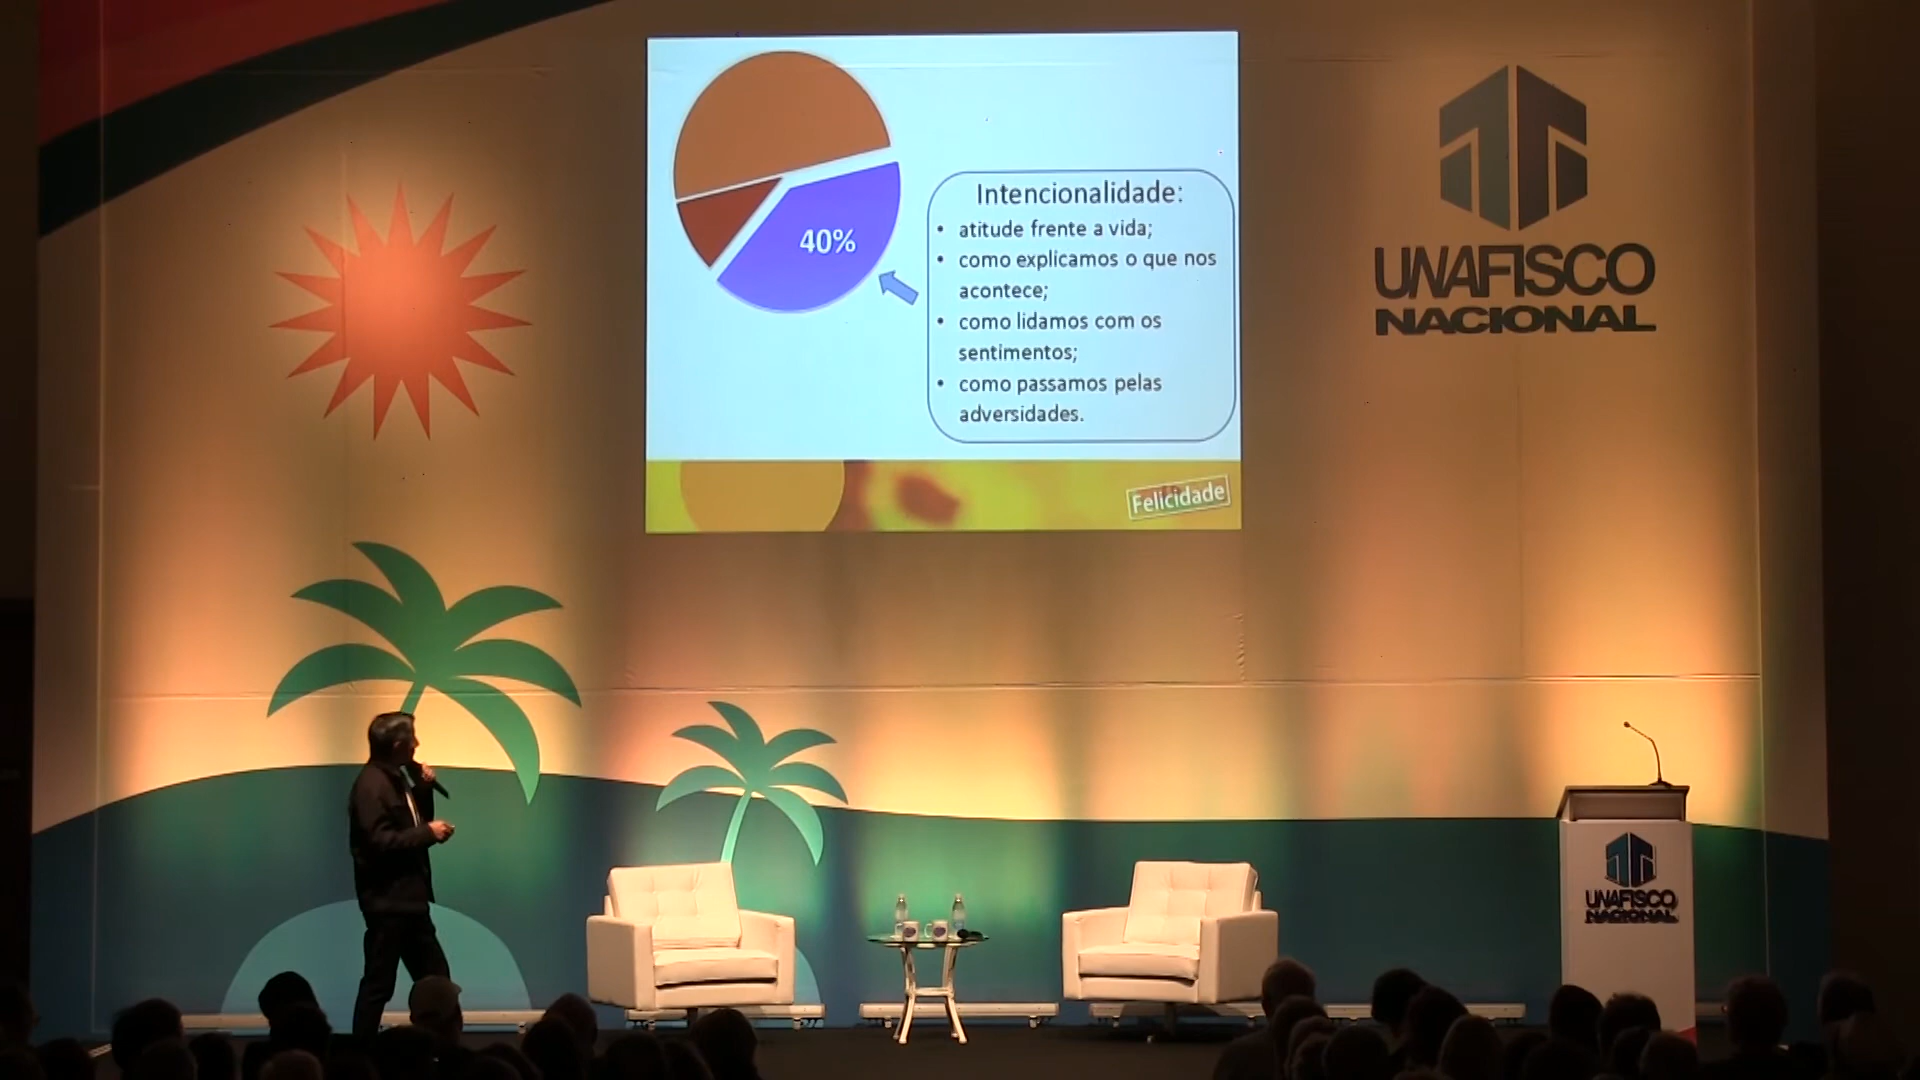 40%
Intencionalidade:
• atitude frente a vida;
• como explicamos o que nos
acontece;
• como lidamos com os
sentimentos;
• como passamos pelas
adversidades.
Felicidade
UNAFISCO
NACIONAL
UNAFISCO
NACIONAL